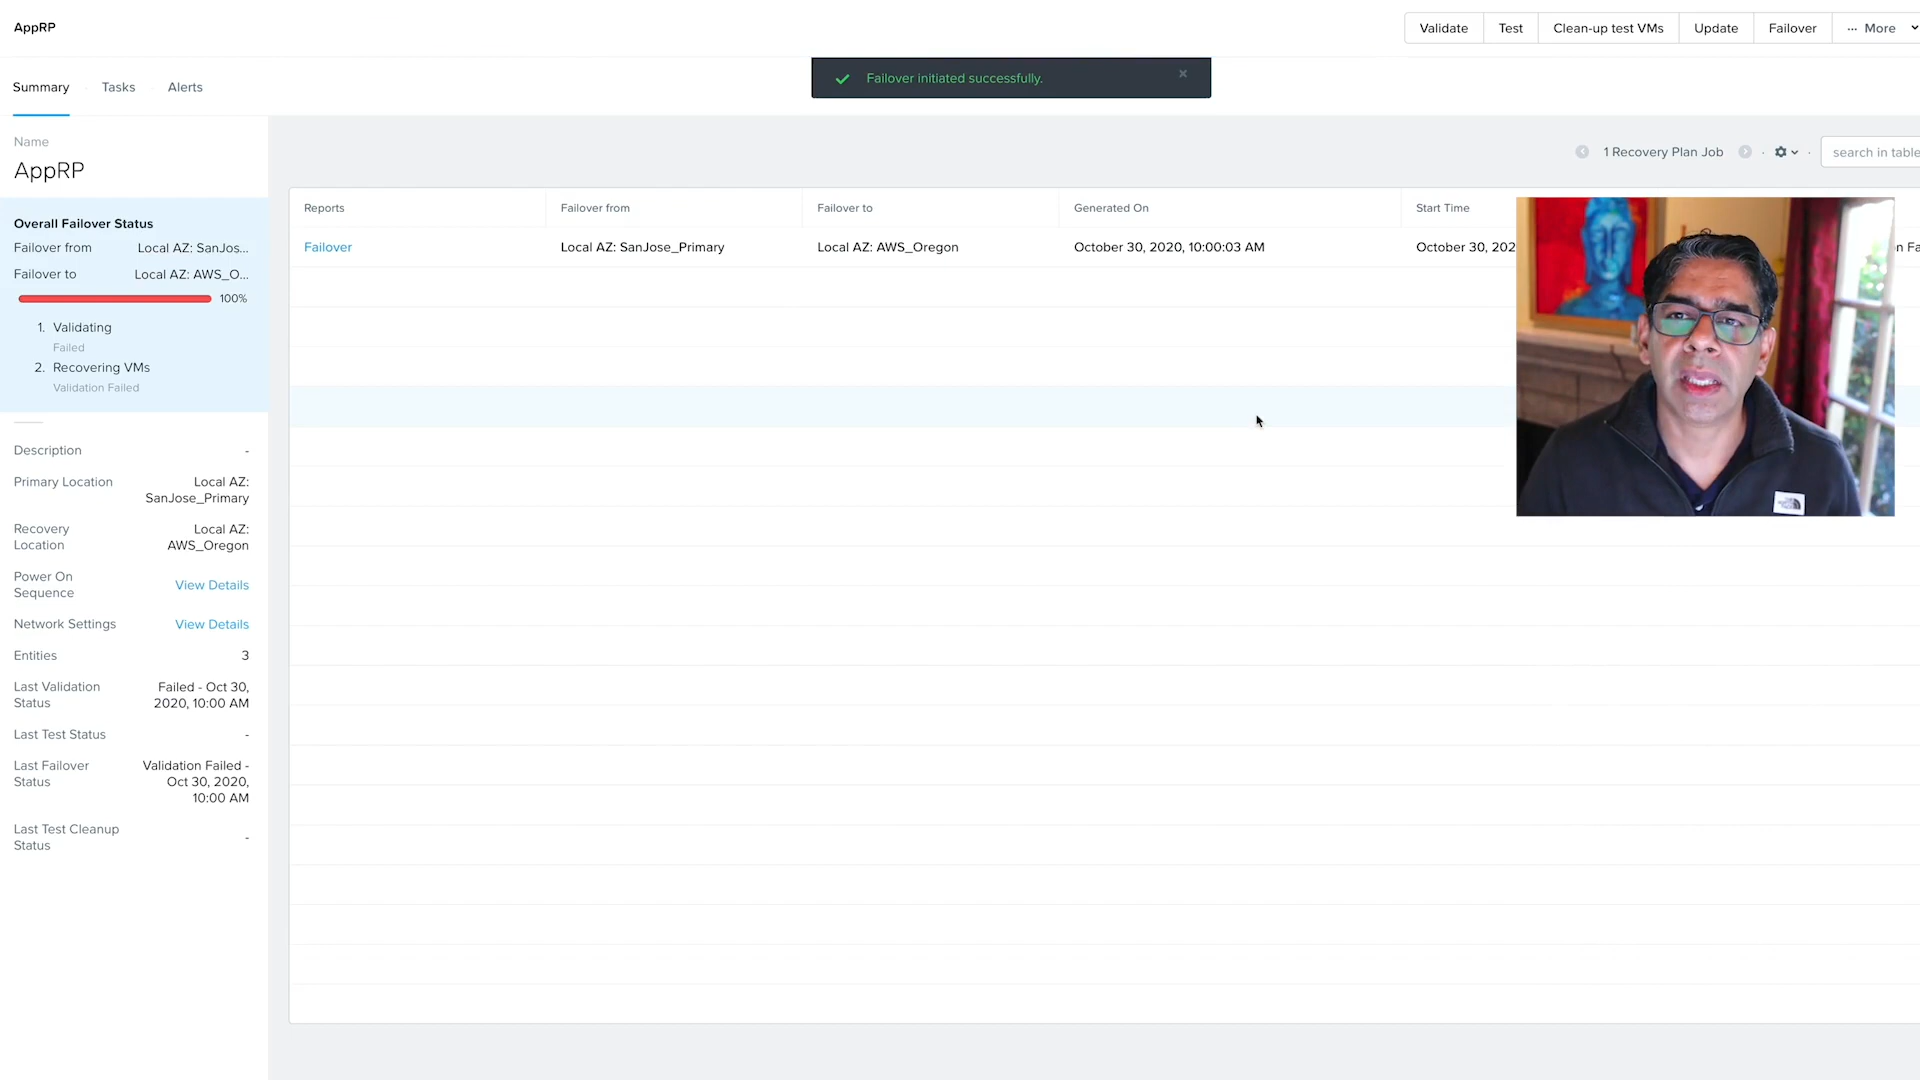 AppRP
Validate Test Clean-up test VMs Update Failover ... More
Failover initiated successfully.
Summary Tasks Alerts
Name
AppRP
1 Recovery Plan Job
search in table
Overall Failover Status
Failover from Local AZ: SanJos...
Failover to Local AZ: AWS_O...
100%
1. Validating
Failed
2. Recovering VMs
Validation Failed
Description -
Primary Location Local AZ:
SanJose_Primary
Recovery
Location
Local AZ:
AWS_Oregon
Power On
Sequence
View Details
Network Settings View Details
Entities 3
Last Validation
Status
Failed - Oct 30,
2020, 10:00 AM
Last Test Status -
Last Failover
Status
Validation Failed -
Oct 30, 2020,
10:00 AM
Last Test Cleanup
Status
-
Reports Failover from Failover to Generated On Start Time
Failover Local AZ: SanJose_Primary Local AZ: AWS_Oregon October 30, 2020, 10:00:03 AM October 30, 202